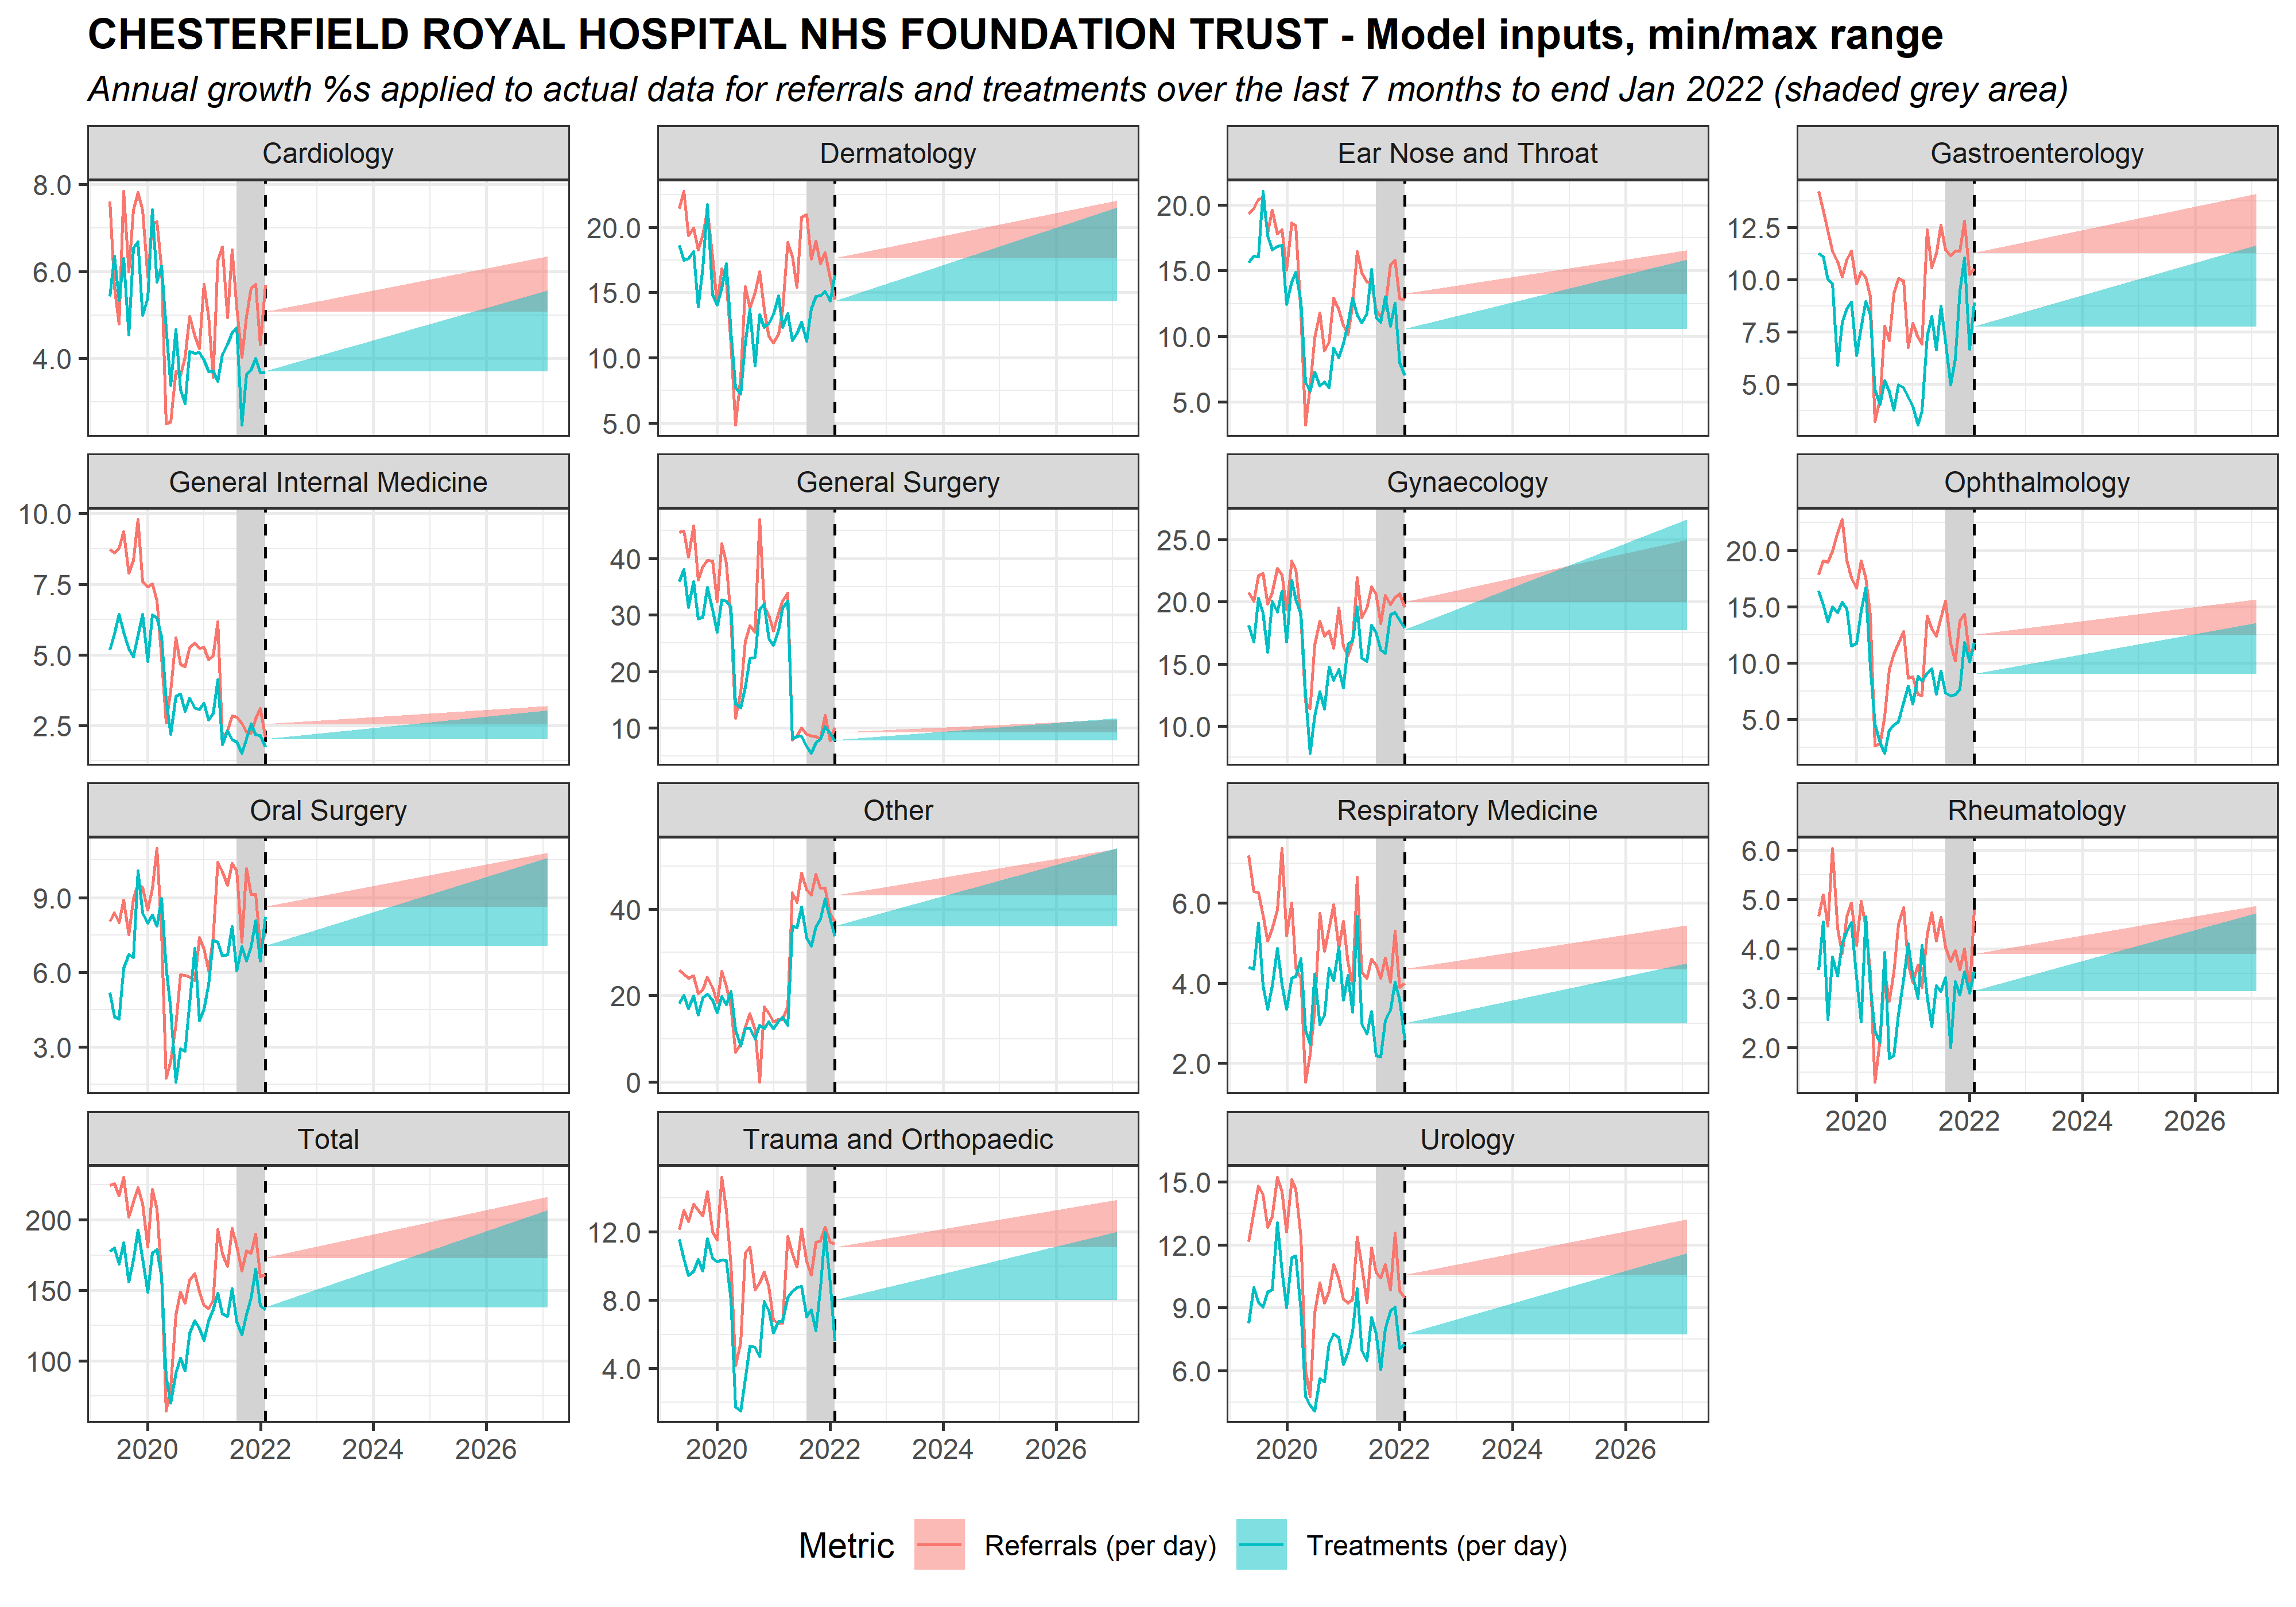 CHESTERFIELD ROYAL HOSPITAL NHS FOUNDATION TRUST - Model inputs, min/max range
Annual growth %s applied to actual data for referrals and treatments over the last 7 months to end Jan 2022 (shaded grey area)
Cardiology
8.0
6.0
4.0
Dermatology
20.0
15.0
10.0
5.0
Ear Nose and Throat
20.0
15.0
10.0
5.0
Gastroenterology
12.5
10.0
7.5
5.0
General Internal Medicine
10.0
7.5
5.0
2.5
General Surgery
40
30
20
10
Gynaecology
25.0
20.0
15.0
10.0
Ophthalmology
20.0
15.0
10.0
5.0
Oral Surgery
9.0
6.0
3.0
Other
40
20
0
Respiratory Medicine
6.0
4.0
2.0
Rheumatology
6.0
5.0
4.0
3.0
2.0
2020 2022 2024 2026
Total
200
150
100
2020 2022 2024 2026
Trauma and Orthopaedic
12.0
8.0
4.0
2020 2022 2024 2026
Urology
15.0
12.0
9.0
6.0
2020 2022 2024 2026
Metric Referrals (per day) Treatments (per day)